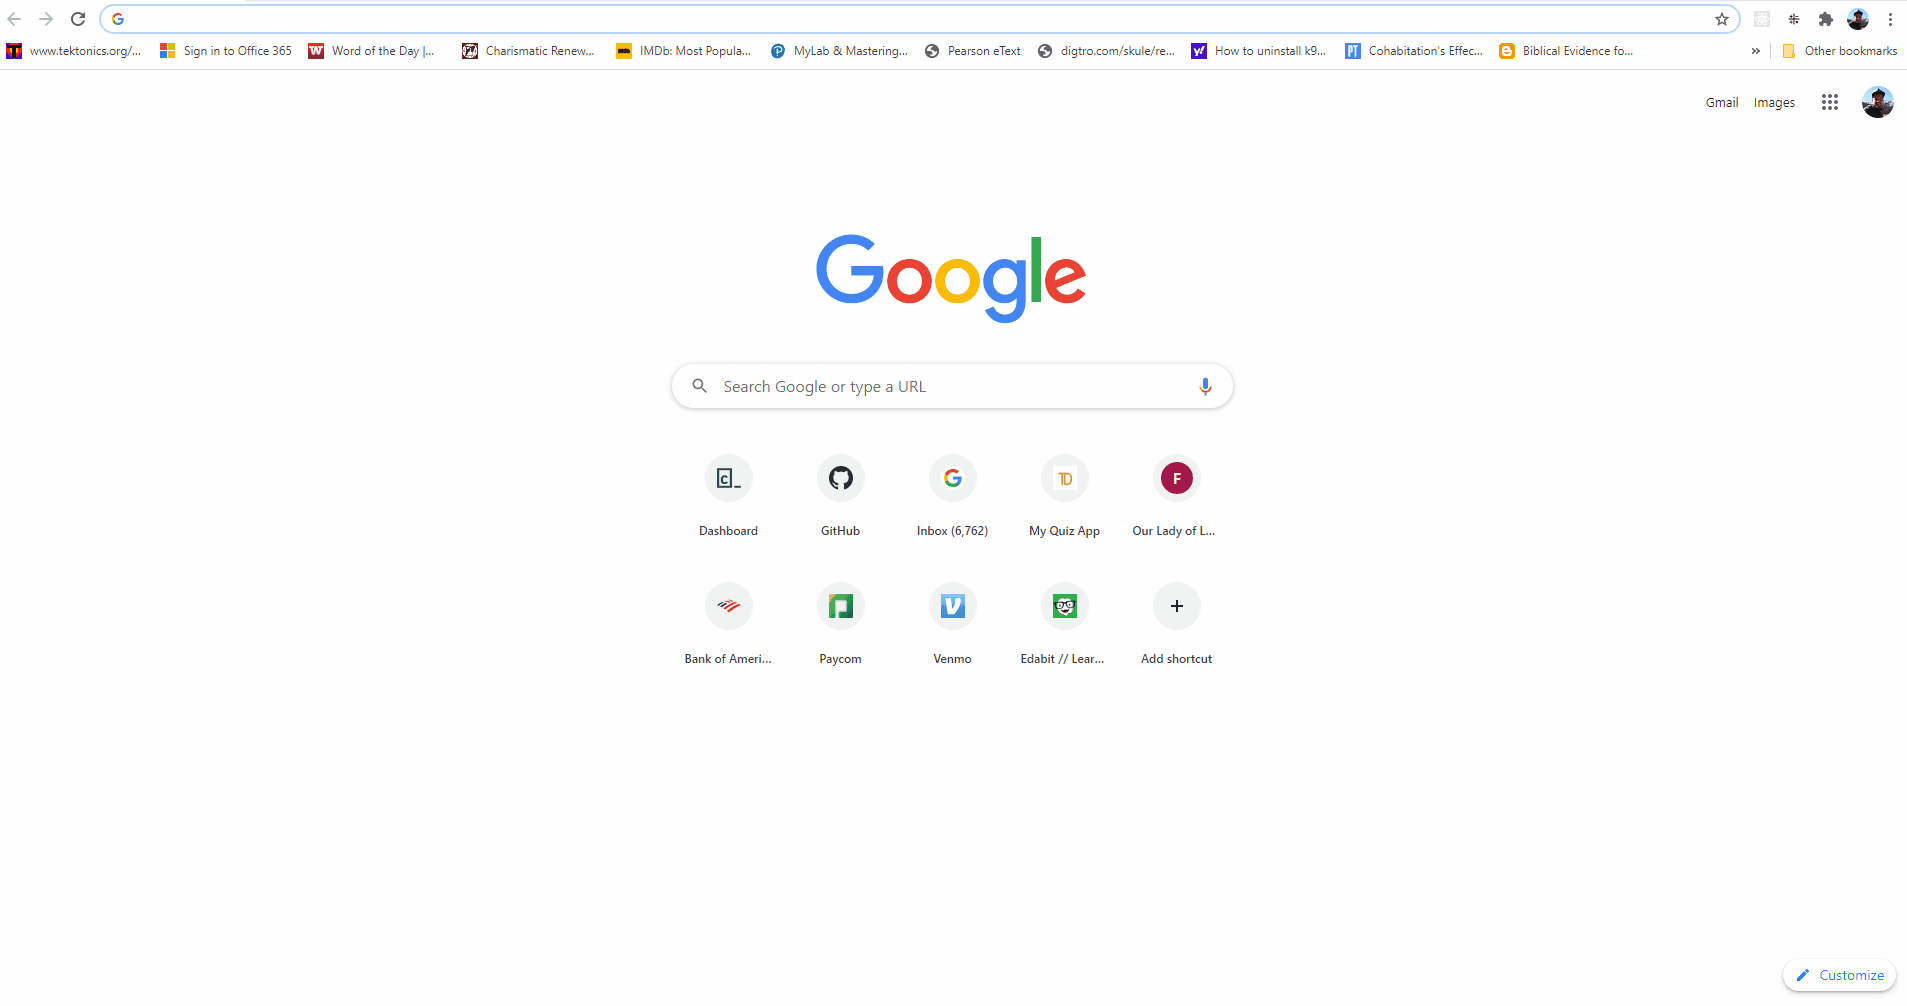 www.tektonics.org/... Sign in to Office 365 Word of the Day |... Charismatic Renew... IMDb: Most Popula... MyLab & Mastering... Pearson eText digtro.com/skule/re... How to uninstall k9... Cohabitation's Effec... Biblical Evidence fo... » Other bookmarks
Gmail Images
Google
Search Google or type a URL
Dashboard GitHub Inbox (6,762) My Quiz App Our Lady of L...
Bank of Ameri... Paycom Venmo Edabit // Lear... Add shortcut
Customize